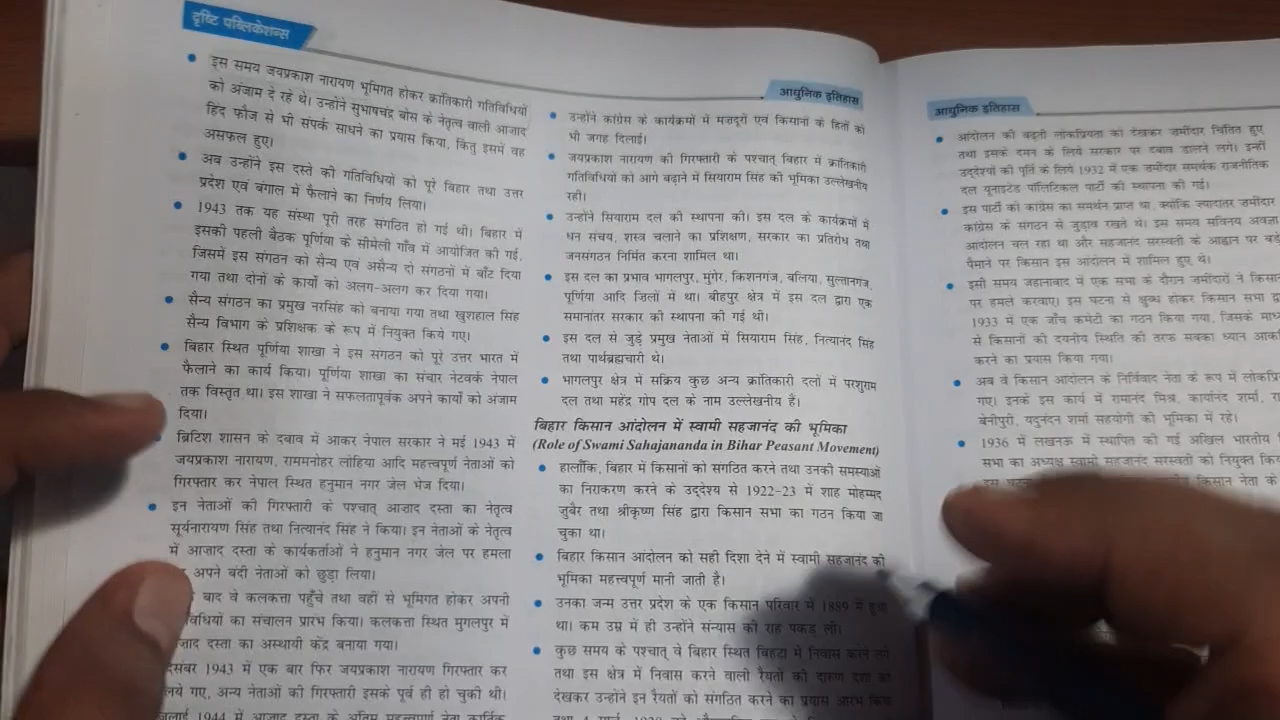 दृष्टि पब्लिकेशन्स
इस समय जयप्रकाश नारायण भूमिगत होकर क्रांतिकारी गतिविधियों
को अंजाम दे रहे थे। उन्होंने सुभाषचंद्र बोस के नेतृत्व वाली आजाद
हिंद फौज से भी संपर्क साधने का प्रयास किया, किंतु इसमें वह
असफल हुए।
अब उन्होंने इस दस्ते की गतिविधियों को पूरे बिहार तथा उत्तर
प्रदेश एवं बंगाल में फैलाने का निर्णय लिया।
1943 तक यह संस्था पूरी तरह संगठित हो गई थी। बिहार में
इसकी पहली बैठक पूर्णिया के सोमेली गाँव में आयोजित की गई,
जिसमें इस संगठन को सैन्य एवं असैन्य दो संगठनों में बाँट दिया
गया तथा दोनों के कार्यों को अलग-अलग कर दिया गया।
सैन्य संगठन का प्रमुख नरसिंह को बनाया गया तथा खुशहाल सिंह
सैन्य विभाग के प्रशिक्षक के रूप में नियुक्त किये गए।
बिहार स्थित पूर्णिया शाखा ने इस संगठन को पूरे उत्तर भारत में
फैलाने का कार्य किया। पूर्णिया शाखा का संचार नेटवर्क नेपाल
तक विस्तृत था। इस शाखा ने सफलतापूर्वक अपने कार्यों को अंजाम
दिया।
ब्रिटिश शासन के दबाव में आकर नेपाल सरकार ने मई 1943 में
जयप्रकाश नारायण, राममनोहर लोहिया आदि महत्त्वपूर्ण नेताओं को
गिरफ्तार कर नेपाल स्थित हनुमान नगर जेल भेज दिया।
इन नेताओं की गिरफ्तारी के पश्चात् आज़ाद दस्ता का नेतृत्व
सूर्यनारायण सिंह तथा नित्यानंद सिंह ने किया। इन नेताओं के नेतृत्व
में आज़ाद दस्ता के कार्यकर्ताओं ने हनुमान नगर जेल पर हमला
अपने बंदी नेताओं को छुड़ा लिया।
बाद वे कलकत्ता पहुँचे तथा वहीं से भूमिगत होकर अपनी
का संचालन प्रारंभ किया। कलकत्ता स्थित मुगलपुर में
दस्ता का अस्थायी केंद्र बनाया गया।
1943 में एक बार फिर जयप्रकाश नारायण गिरफ्तार कर
गए, अन्य नेताओं की गिरफ्तारी इसके पूर्व ही हो चुकी थी।
1944 में आज़ाद दस्ता के अंतिम महत्त्वपूर्ण नेता
आधुनिक इतिहास
उन्होंने कांग्रेस के कार्यक्रमों में मजदूरों एवं किसानों के हितों को
भी जगह दिलाई।
जयप्रकाश नारायण की गिरफ्तारी के पश्चात् बिहार में क्रांतिकारी
गतिविधियों को आगे बढ़ाने में सियाराम सिंह की भूमिका उल्लेखनीय
रही।
उन्होंने सियाराम दल की स्थापना की। इस दल के कार्यक्रमों में
धन संचय, शस्त्र चलाने का प्रशिक्षण, सरकार का प्रतिरोध तथा
जनसंगठन निर्मित करना शामिल था।
इस दल का प्रभाव भागलपुर, मुंगेर, किशनगंज, बलिया, सुल्तानगंज,
पूर्णिया आदि जिलों में था। बीहपुर क्षेत्र में इस दल द्वारा एक
समानांतर सरकार की स्थापना की गई थी।
इस दल से जुड़े प्रमुख नेताओं में सियाराम सिंह, नित्यानंद सिंह
तथा पार्थब्रह्मचारी थे।
भागलपुर क्षेत्र में सक्रिय कुछ अन्य क्रांतिकारी दलों में परशुराम
दल तथा महेंद्र गोप दल के नाम उल्लेखनीय हैं।
बिहार किसान आंदोलन में स्वामी सहजानंद की भूमिका
(Role of Swami Sahajananda in Bihar Peasant Movement)
हालाँकि, बिहार में किसानों को संगठित करने तथा उनकी समस्याओं
का निराकरण करने के उद्देश्य से 1922-23 में शाह मोहम्मद
जुबैर तथा श्रीकृष्ण सिंह द्वारा किसान सभा का गठन किया जा
चुका था।
बिहार किसान आंदोलन को सही दिशा देने में स्वामी सहजानंद की
भूमिका महत्त्वपूर्ण मानी जाती है।
उनका जन्म उत्तर प्रदेश के एक किसान परिवार में 1889 में हुआ
था। कम उम्र में ही उन्होंने संन्यास की राह पकड़ ली।
कुछ समय के पश्चात् वे बिहार स्थित बिहटा में निवास करने लगे
तथा इस क्षेत्र में निवास करने वाली रैयतों की दारुण दशा को
देखकर उन्होंने इन रैयतों को संगठित करने का प्रयास आरंभ किया
आधुनिक इतिहास
आंदोलन की बढ़ती लोकप्रियता को देखकर जमींदार चिंतित हुए
तथा इसके दमन के लिये सरकार पर दबाव डालने लगे। इन्हीं
उद्देश्यों की पूर्ति के लिये 1932 में एक जमींदार समर्थक राजनीतिक
दल यूनाइटेड पॉलिटिकल पार्टी की स्थापना की गई।
इस पार्टी को कांग्रेस का समर्थन प्राप्त था, क्योंकि ज्यादातर जमींदार
कांग्रेस के संगठन से जुड़ाव रखते थे। इस समय सविनय अवज्ञा
आंदोलन चल रहा था और सहजानंद सरस्वती के आह्वान पर बड़े
पैमाने पर किसान इस आंदोलन में शामिल हुए थे।
इसी समय जहानाबाद में एक सभा के दौरान जमींदारों ने किसानों
पर हमले करवाए। इस घटना से क्षुब्ध होकर किसान सभा
1933 में एक जाँच कमेटी का गठन किया गया, जिसके
से किसानों की दयनीय स्थिति की तरफ सबका ध्यान
करने का प्रयास किया गया।
अब वे किसान आंदोलन के निर्विवाद नेता के रूप में
गए। इनके इस कार्य में रामानंद मिश्र, कार्यानंद शर्मा,
बेनीपुरी, यदुनंदन शर्मा सहयोगी की भूमिका में रहे।
1936 में लखनऊ में स्थापित की गई अखिल भारतीय
सभा का अध्यक्ष स्वामी सहजानंद सरस्वती को नियुक्त